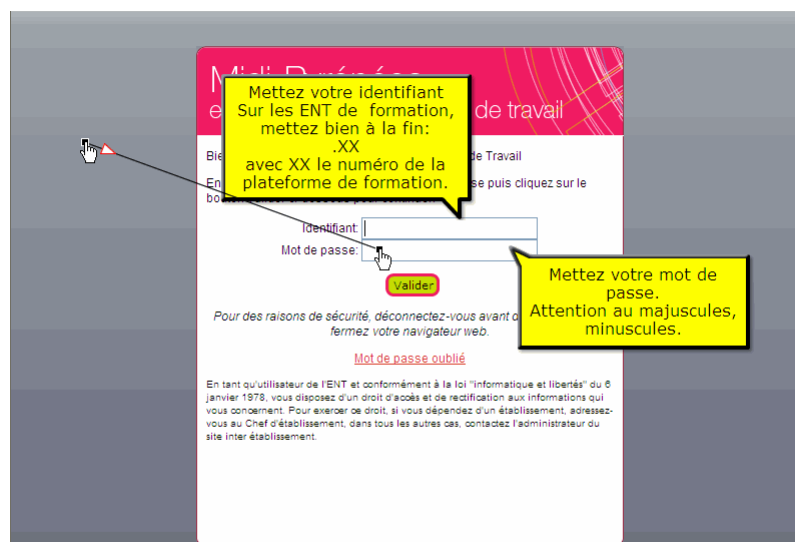 Midi-Pyrénées
de travail
Mettez votre identifiant
Sur les ENT de formation,
mettez bien à la fin:
.XX
avec XX le numéro de la
plateforme de formation.
de Travail
puis cliquez sur le
Identifiant:
Mot de passe:
Valider
Mettez votre mot de
passe.
Attention au majuscules,
minuscules.
Pour des raisons de sécurité, déconnectez-vous avant
fermez votre navigateur web.
Mot de passe oublié
En tant qu'utilisateur de l'ENT et conformément à la loi "informatique et libertés" du 6
janvier 1978, vous disposez d'un droit d'accès et de rectification aux informations qui
vous concernent. Pour exercer ce droit, si vous dépendez d'un établissement, adressez-
vous au Chef d'établissement, dans tous les autres cas, contactez l'administrateur du
site inter établissement.